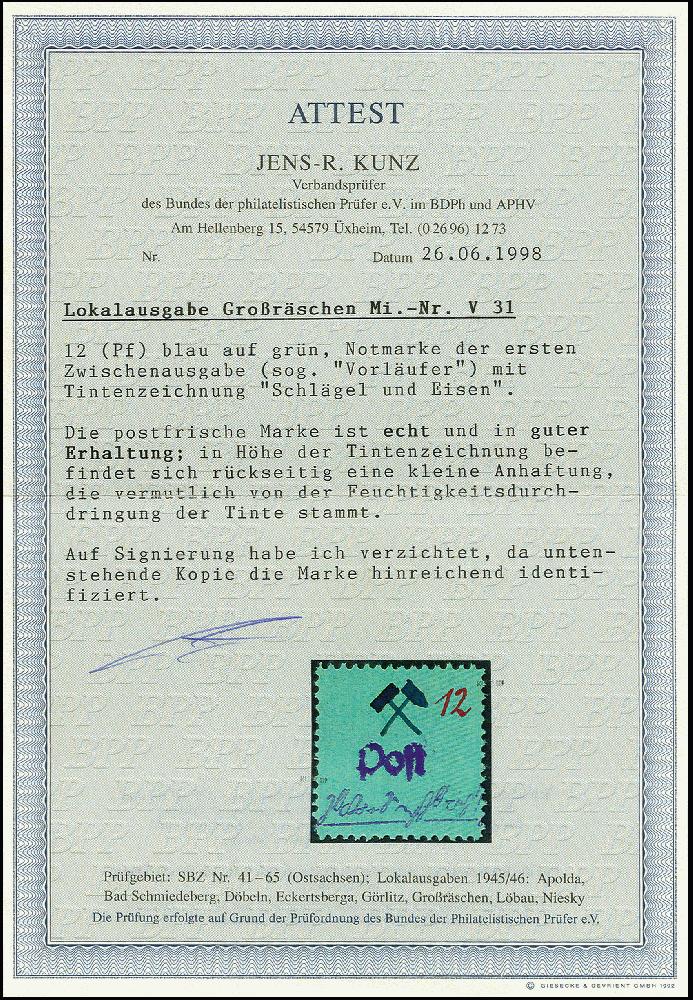 ATTEST
JENS-R. KUNZ
Verbandsprüfer
des Bundes der philatelistischen Prüfer e.V. im BDPh und APHV
Am Hellenberg 15, 54579 Üxheim, Tel. (0 26 96) 12 73
Nr. Datum 26.06.1998
Lokalausgabe Großräschen Mi.-Nr. V 31
12 (Pf) blau auf grün, Notmarke der ersten
Zwischenausgabe (sog. "Vorläufer") mit
Tintenzeichnung "Schlägel und Eisen".
Die postfrische Marke ist echt und in guter
Erhaltung; in Höhe der Tintenzeichnung be-
findet sich rückseitig eine kleine Anhaftung,
die vermutlich von der Feuchtigkeitsdurch-
dringung der Tinte stammt.
Auf Signierung habe ich verzichtet, da unten-
stehende Kopie die Marke hinreichend identi-
fiziert.
12
Post
Prüfgebiet: SBZ Nr. 41–65 (Ostsachsen); Lokalausgaben 1945/46: Apolda,
Bad Schmiedeberg, Döbeln, Eckertsberga, Görlitz, Großräschen, Löbau, Niesky
Die Prüfung erfolgte auf Grund der Prüfordnung des Bundes der Philatelistischen Prüfer e.V.
© GIESECKE & DEVRIENT GMBH 1992